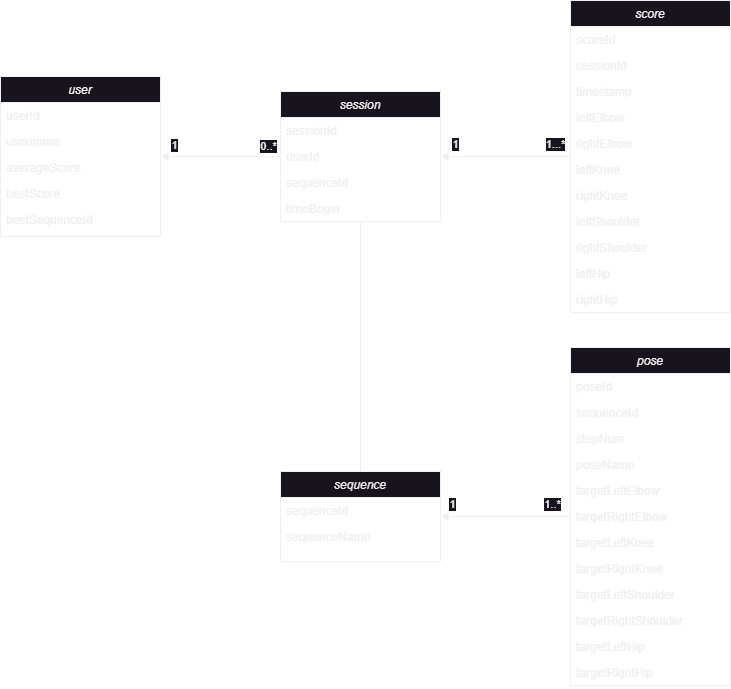 user
userId
username
averageScore
bestScore
bestSequenceId
1
0..*
session
sessionId
userId
sequenceId
timeBegin
1
1...*
score
scoreId
sessionId
timestamp
leftElbow
rightElbow
leftKnee
rightKnee
leftShoulder
rightShoulder
leftHip
rightHip
sequence
sequenceId
sequenceName
1
1..*
pose
poseId
sequenceId
stepNum
poseName
targetLeftElbow
targetRightElbow
targetLeftKnee
targetRightKnee
targetLeftShoulder
targetRightShoulder
targetLeftHip
targetRightHip